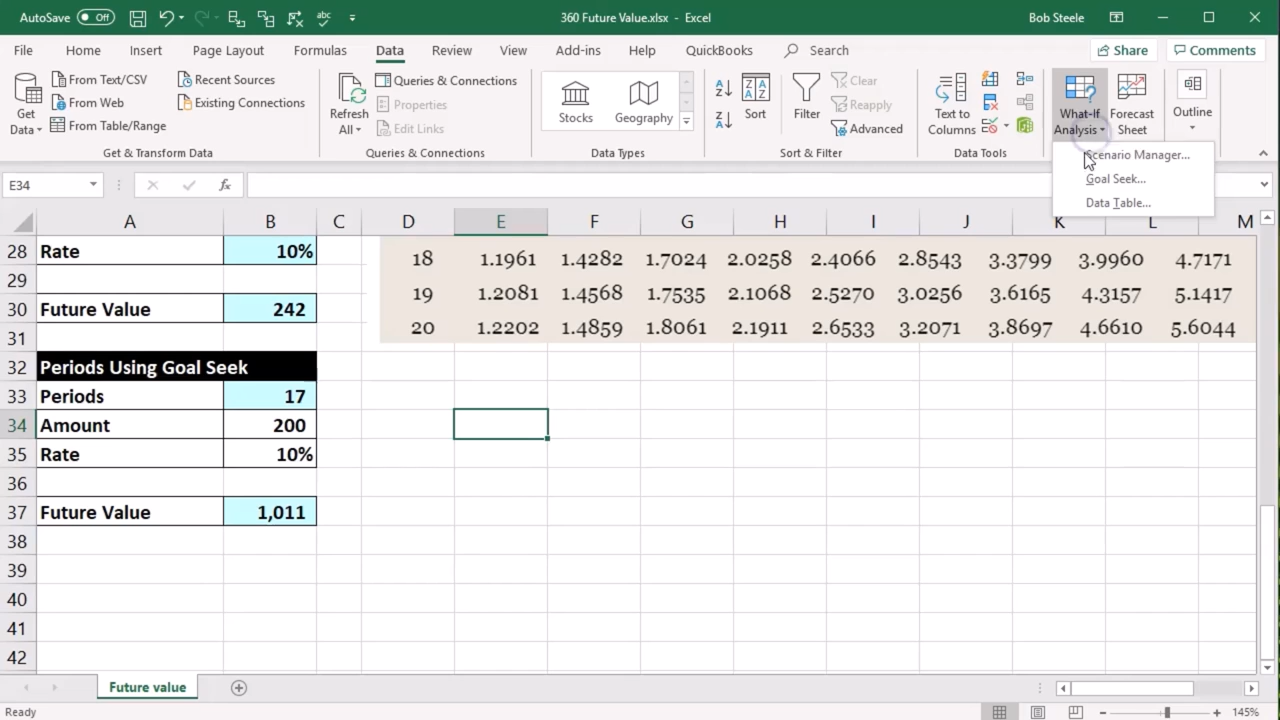 AutoSave Off 360 Future Value.xlsx - Excel Bob Steele
File Home Insert Page Layout Formulas Data Review View Add-ins Help QuickBooks Search Share Comments
Get Data
From Text/CSV
From Web
From Table/Range
Recent Sources
Existing Connections
Get & Transform Data
Refresh All
Queries & Connections
Properties
Edit Links
Queries & Connections
Stocks
Geography
Data Types
Sort
Filter
Clear
Reapply
Advanced
Sort & Filter
Text to Columns
Data Tools
What-If Analysis
Forecast Sheet
Outline
Scenario Manager...
Goal Seek...
Data Table...
E34 fx
A B C D E F G H I J K L M
28 Rate 10% 18 1.1961 1.4282 1.7024 2.0258 2.4066 2.8543 3.3799 3.9960 4.7171
29 19 1.2081 1.4568 1.7535 2.1068 2.5270 3.0256 3.6165 4.3157 5.1417
30 Future Value 242 20 1.2202 1.4859 1.8061 2.1911 2.6533 3.2071 3.8697 4.6610 5.6044
31
32 Periods Using Goal Seek
33 Periods 17
34 Amount 200
35 Rate 10%
36
37 Future Value 1,011
38
39
40
41
42
Future value
Ready 145%